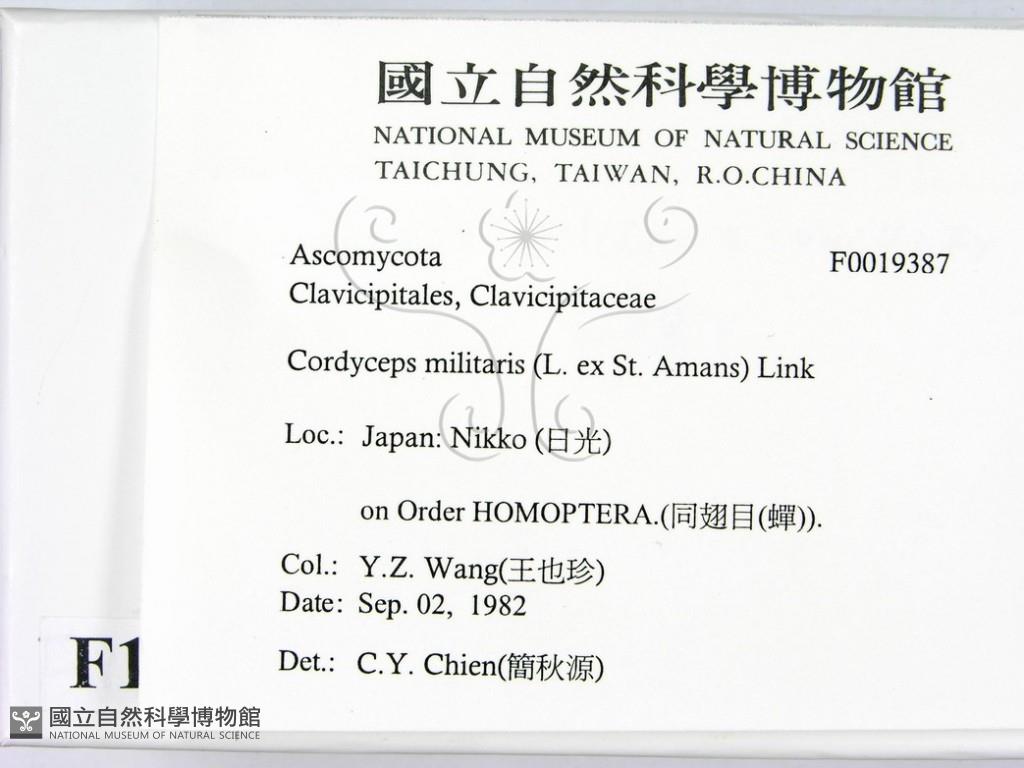 國立自然科學博物館
NATIONAL MUSEUM OF NATURAL SCIENCE
TAICHUNG, TAIWAN, R.O.CHINA
Ascomycota F0019387
Clavicipitales, Clavicipitaceae
Cordyceps militaris (L. ex St. Amans) Link
Loc.: Japan: Nikko (日光)
on Order HOMOPTERA.(同翅目(蟬)).
Col.: Y.Z. Wang(王也珍)
Date: Sep. 02, 1982
Det.: C.Y. Chien(簡秋源)
F1
國立自然科學博物館
NATIONAL MUSEUM OF NATURAL SCIENCE